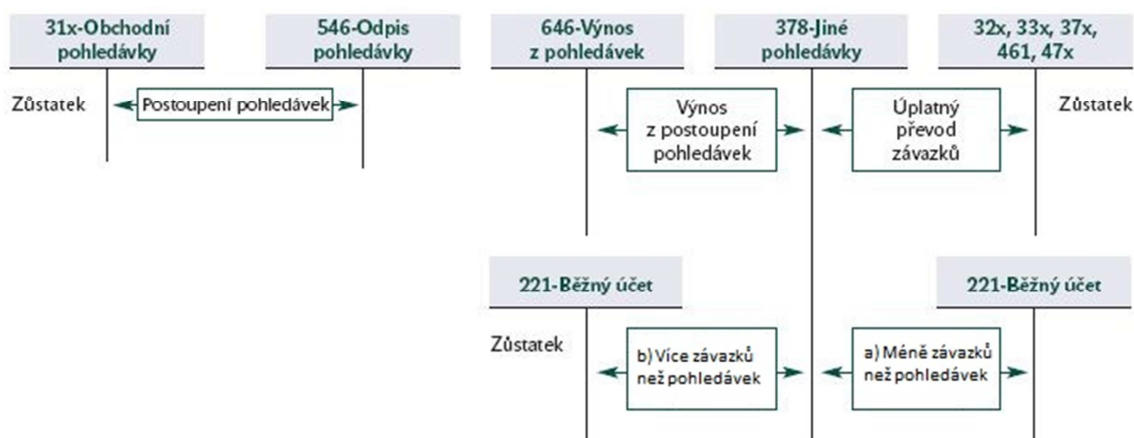 31x-Obchodní
pohledávky
546-Odpis
pohledávky
646-Výnos
z pohledávek
378-Jiné
pohledávky
32x, 33x, 37x,
461, 47x
Zůstatek
Postoupení pohledávek
Výnos
z postoupení
pohledávek
Úplatný
převod
závazků
Zůstatek
221-Běžný účet
221-Běžný účet
Zůstatek
b) Více závazků
než pohledávek
a) Méně závazků
než pohledávek